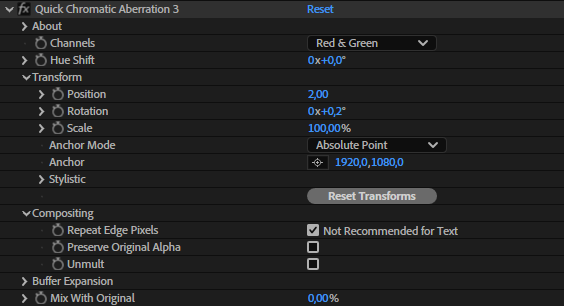 fx Quick Chromatic Aberration 3 Reset
About
Channels Red & Green
Hue Shift 0x+0,0°
Transform
Position 2,00
Rotation 0x+0,2°
Scale 100,00%
Anchor Mode Absolute Point
Anchor 1920,0,1080,0
Stylistic
Reset Transforms
Compositing
Repeat Edge Pixels Not Recommended for Text
Preserve Original Alpha
Unmult
Buffer Expansion
Mix With Original 0,00%